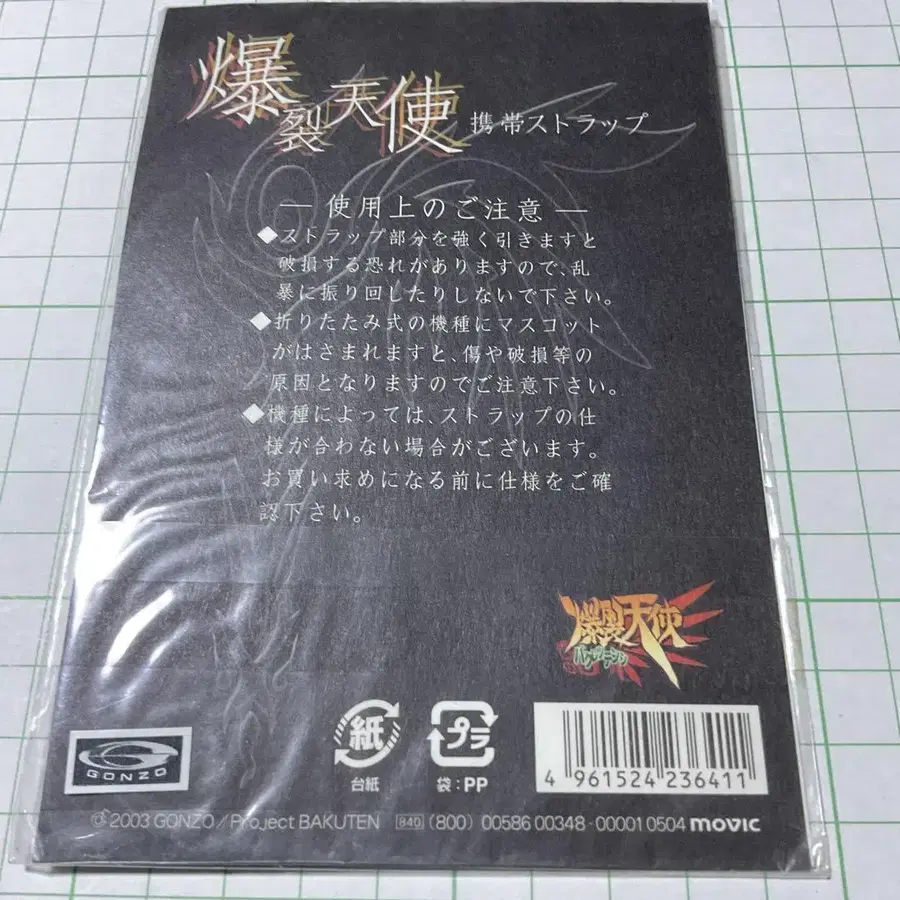 爆裂天使 携帯ストラップ
― 使用上のご注意 ―
◆ストラップ部分を強く引きますと
破損する恐れがありますので、乱
暴に振り回したりしないで下さい。
◆折りたたみ式の機種にマスコット
がはさまれますと、傷や破損等の
原因となりますのでご注意下さい。
◆機種によっては、ストラップの仕
様が合わない場合がございます。
お買い求めになる前に仕様をご確
認下さい。
爆裂天使
バクレツテンシ
紙
プラ
台紙
袋:PP
GONZO
4 961524 236411
©2003 GONZO/Project BAKUTEN 840 (800) 00586 00348-00001 0504 movic